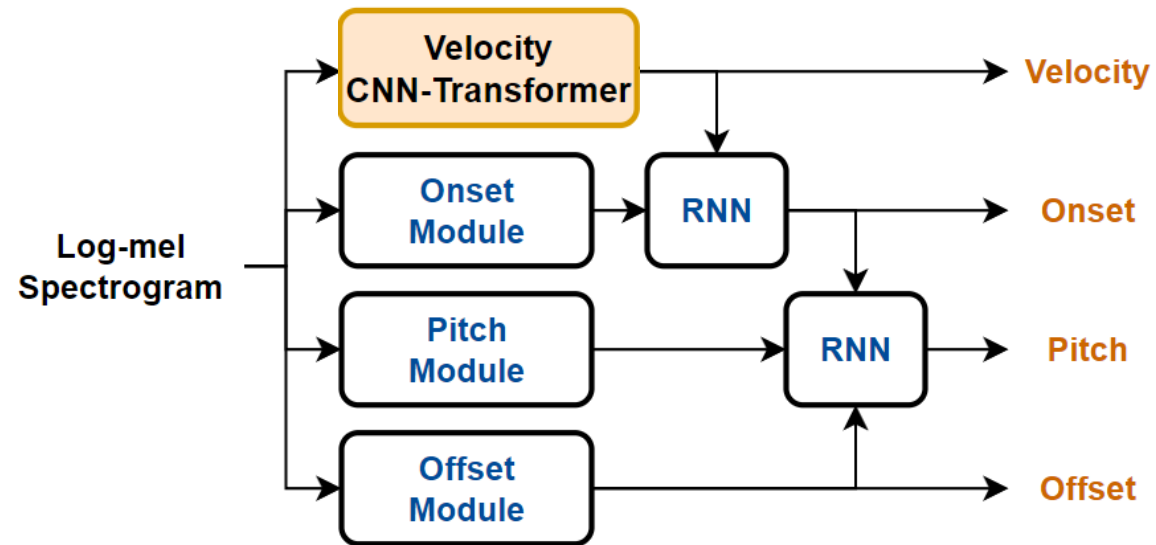 Velocity
CNN-Transformer
Velocity
Onset
Module
RNN
Onset
Log-mel
Spectrogram
Pitch
Module
RNN
Pitch
Offset
Module
Offset